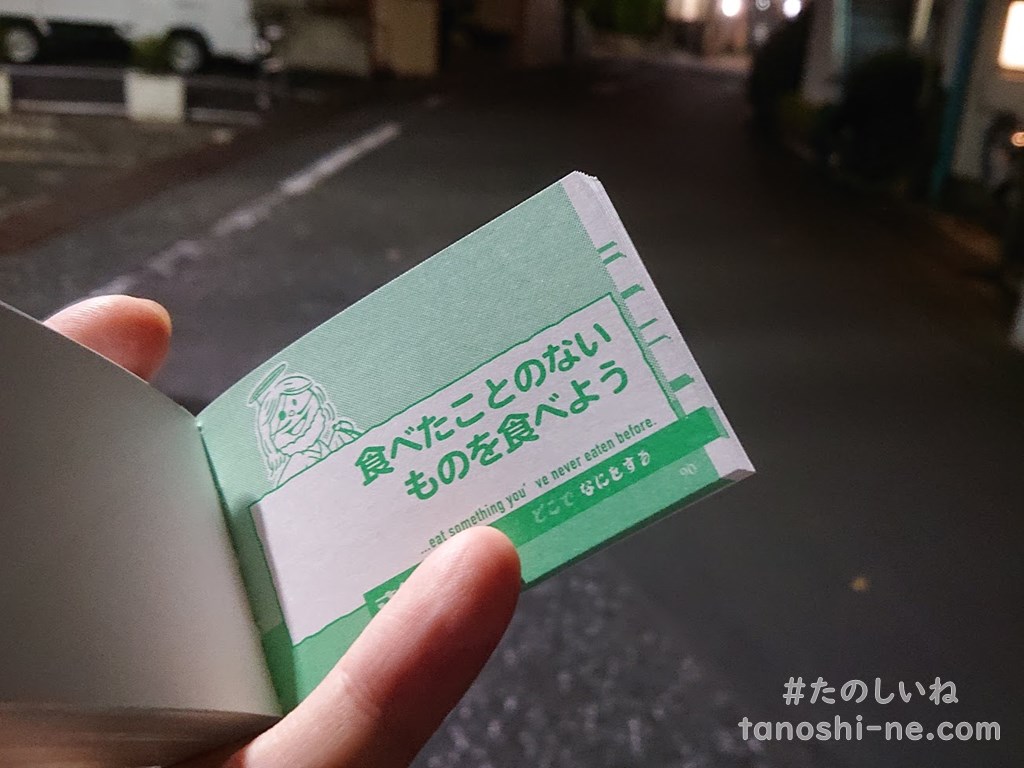 食べたことのない
ものを食べよう
...eat something you've never eaten before.
どこで なにをする
90
#たのしいね
tanoshi-ne.com